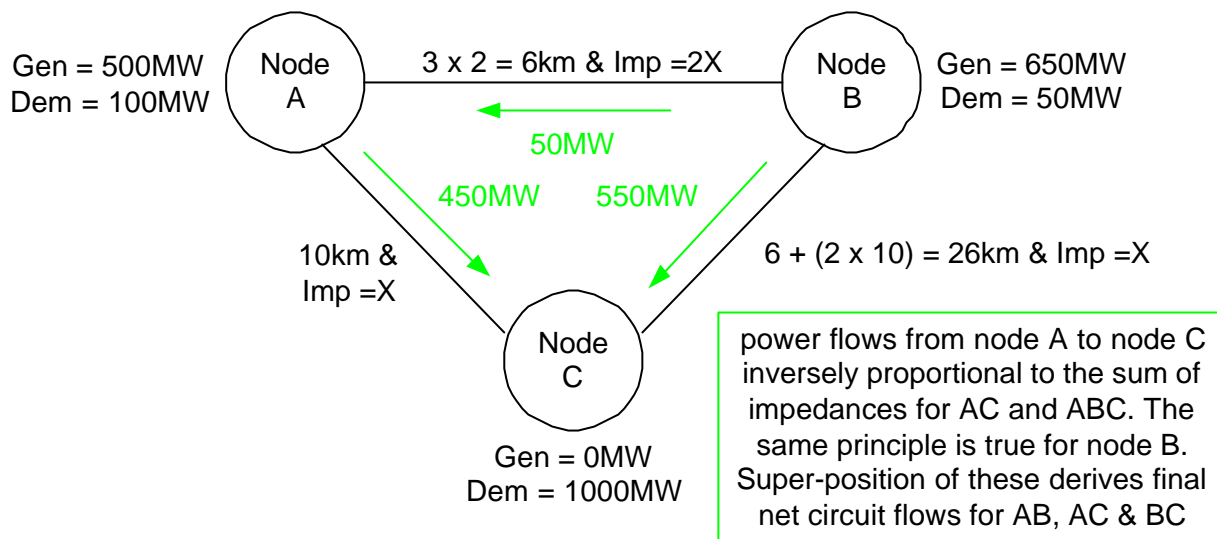 Gen = 500MW
Dem = 100MW
Node
A
3 x 2 = 6km & Imp =2X
Node
B
Gen = 650MW
Dem = 50MW
50MW
450MW
550MW
10km &
Imp =X
6 + (2 x 10) = 26km & Imp =X
Node
C
Gen = 0MW
Dem = 1000MW
power flows from node A to node C
inversely proportional to the sum of
impedances for AC and ABC. The
same principle is true for node B.
Super-position of these derives final
net circuit flows for AB, AC & BC